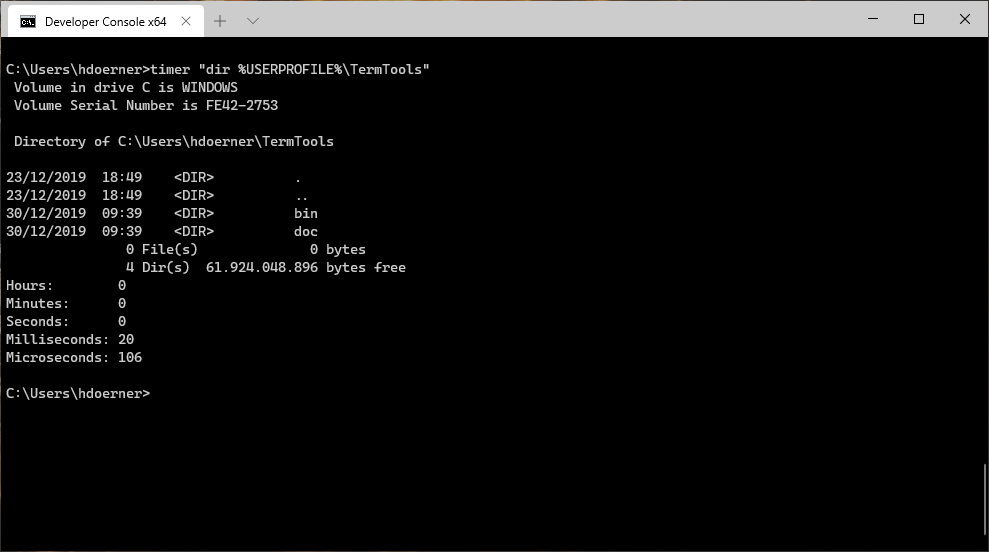 Developer Console x64
C:\Users\hdoerner>timer "dir %USERPROFILE%\TermTools"
 Volume in drive C is WINDOWS
 Volume Serial Number is FE42-2753
 Directory of C:\Users\hdoerner\TermTools
23/12/2019  18:49    <DIR>          .
23/12/2019  18:49    <DIR>          ..
30/12/2019  09:39    <DIR>          bin
30/12/2019  09:39    <DIR>          doc
               0 File(s)              0 bytes
               4 Dir(s)  61.924.048.896 bytes free
Hours:        0
Minutes:      0
Seconds:      0
Milliseconds: 20
Microseconds: 106
C:\Users\hdoerner>